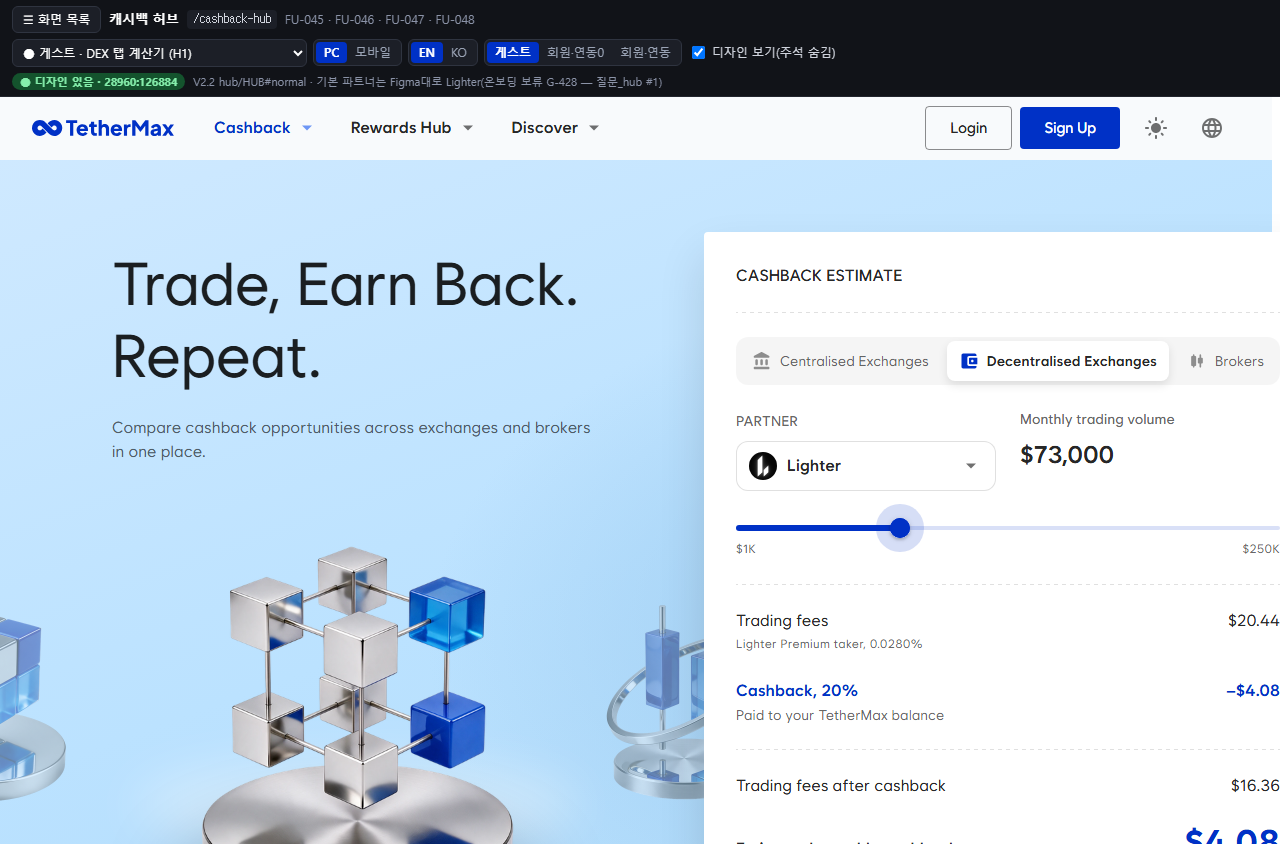 ☰ 화면 목록 캐시백 허브 /cashback-hub FU-045 · FU-046 · FU-047 · FU-048
● 게스트 · DEX 탭 계산기 (H1) PC 모바일 EN KO 게스트 회원·연동0 회원·연동 디자인 보기(주석 숨김)
● 디자인 있음 · 28960:126884 V2.2 hub/HUB#normal · 기본 파트너는 Figma대로 Lighter(온보딩 보류 G-428 — 질문_hub #1)
TetherMax Cashback Rewards Hub Discover Login Sign Up
Trade, Earn Back.
Repeat.
Compare cashback opportunities across exchanges and brokers
in one place.
CASHBACK ESTIMATE
Centralised Exchanges Decentralised Exchanges Brokers
PARTNER Monthly trading volume
Lighter $73,000
$1K $250K
Trading fees $20.44
Lighter Premium taker, 0.0280%
Cashback, 20% –$4.08
Paid to your TetherMax balance
Trading fees after cashback $16.36
$4.08